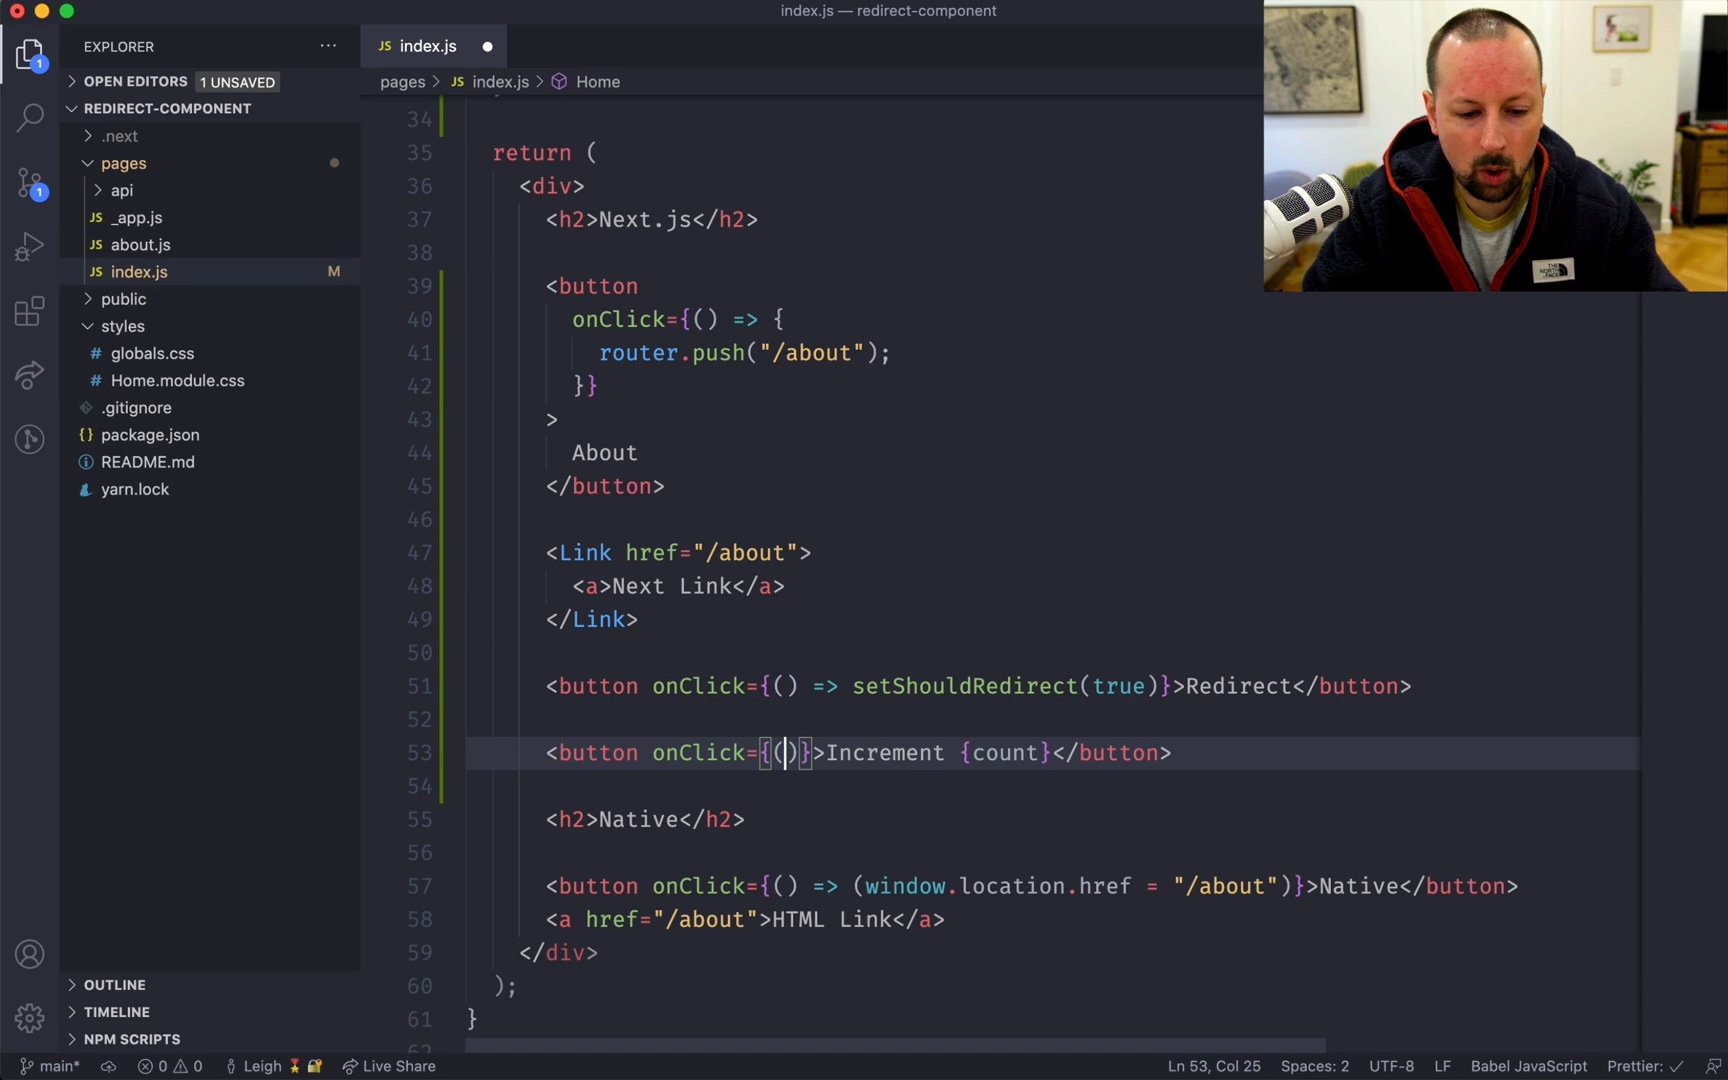 index.js — redirect-component
EXPLORER
JS index.js
OPEN EDITORS 1 UNSAVED
pages > JS index.js > Home
REDIRECT-COMPONENT
.next
pages
api
JS _app.js
JS about.js
JS index.js M
public
styles
# globals.css
# Home.module.css
.gitignore
{} package.json
README.md
yarn.lock
OUTLINE
TIMELINE
NPM SCRIPTS
1
1
34
35 return (
36 <div>
37 <h2>Next.js</h2>
38
39 <button
40 onClick={() => {
41 router.push("/about");
42 }}
43 >
44 About
45 </button>
46
47 <Link href="/about">
48 <a>Next Link</a>
49 </Link>
50
51 <button onClick={() => setShouldRedirect(true)}>Redirect</button>
52
53 <button onClick={()}>Increment {count}</button>
54
55 <h2>Native</h2>
56
57 <button onClick={() => (window.location.href = "/about")}>Native</button>
58 <a href="/about">HTML Link</a>
59 </div>
60 );
61 }
62
THE NORTH FACE
main* 0 0 Leigh Live Share Ln 53, Col 25 Spaces: 2 UTF-8 LF Babel JavaScript Prettier: ✓